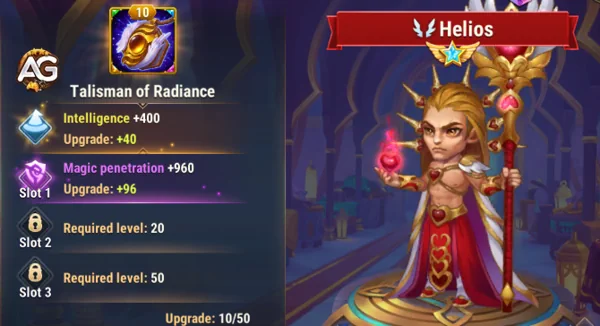 10
AG
Talisman of Radiance
Intelligence +400
Upgrade: +40
Magic penetration +960
Upgrade: +96
Slot 1
Required level: 20
Slot 2
Required level: 50
Slot 3
Upgrade: 10/50
Helios